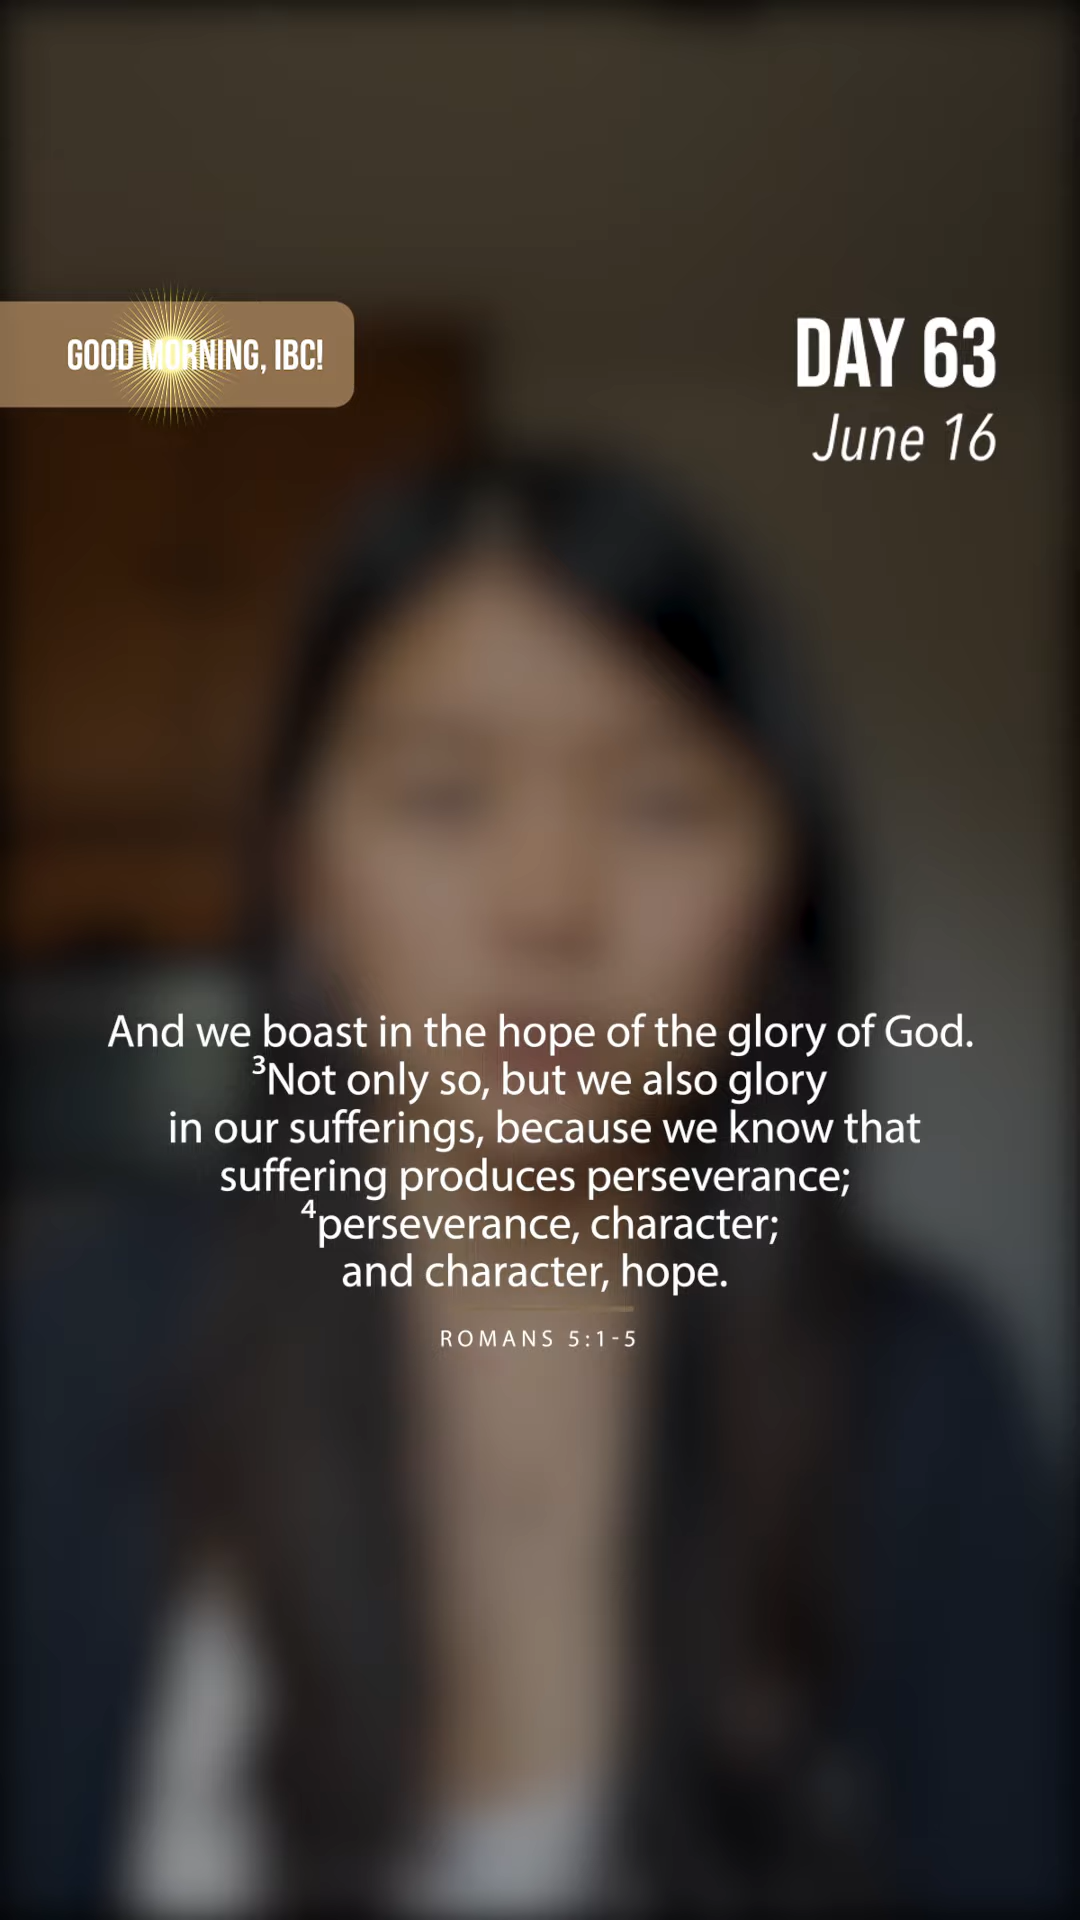 GOOD MORNING, IBC!
DAY 63
June 16
And we boast in the hope of the glory of God.
³Not only so, but we also glory
in our sufferings, because we know that
suffering produces perseverance;
⁴perseverance, character;
and character, hope.
ROMANS 5:1-5